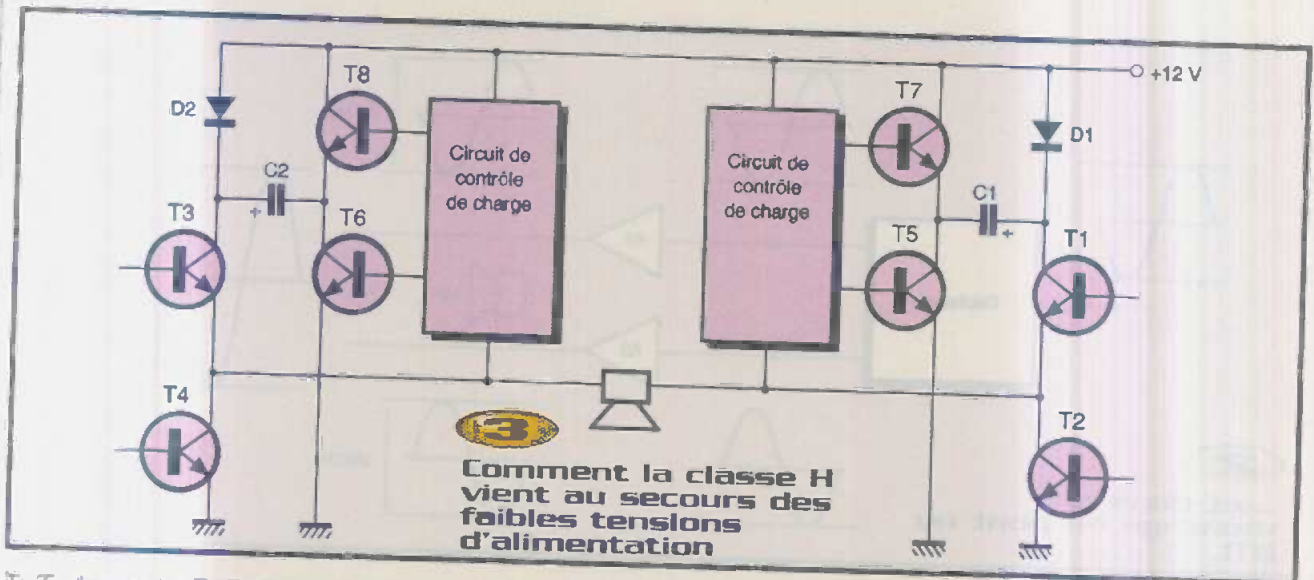 T8
T7
+12 V
D2
D1
Circuit de
contrôle
de charge
Circuit de
contrôle
de charge
C2
C1
T3
T6
T5
T1
T4
T2
3
Comment la classe H
vient au secours des
faibles tensions
d'alimentation